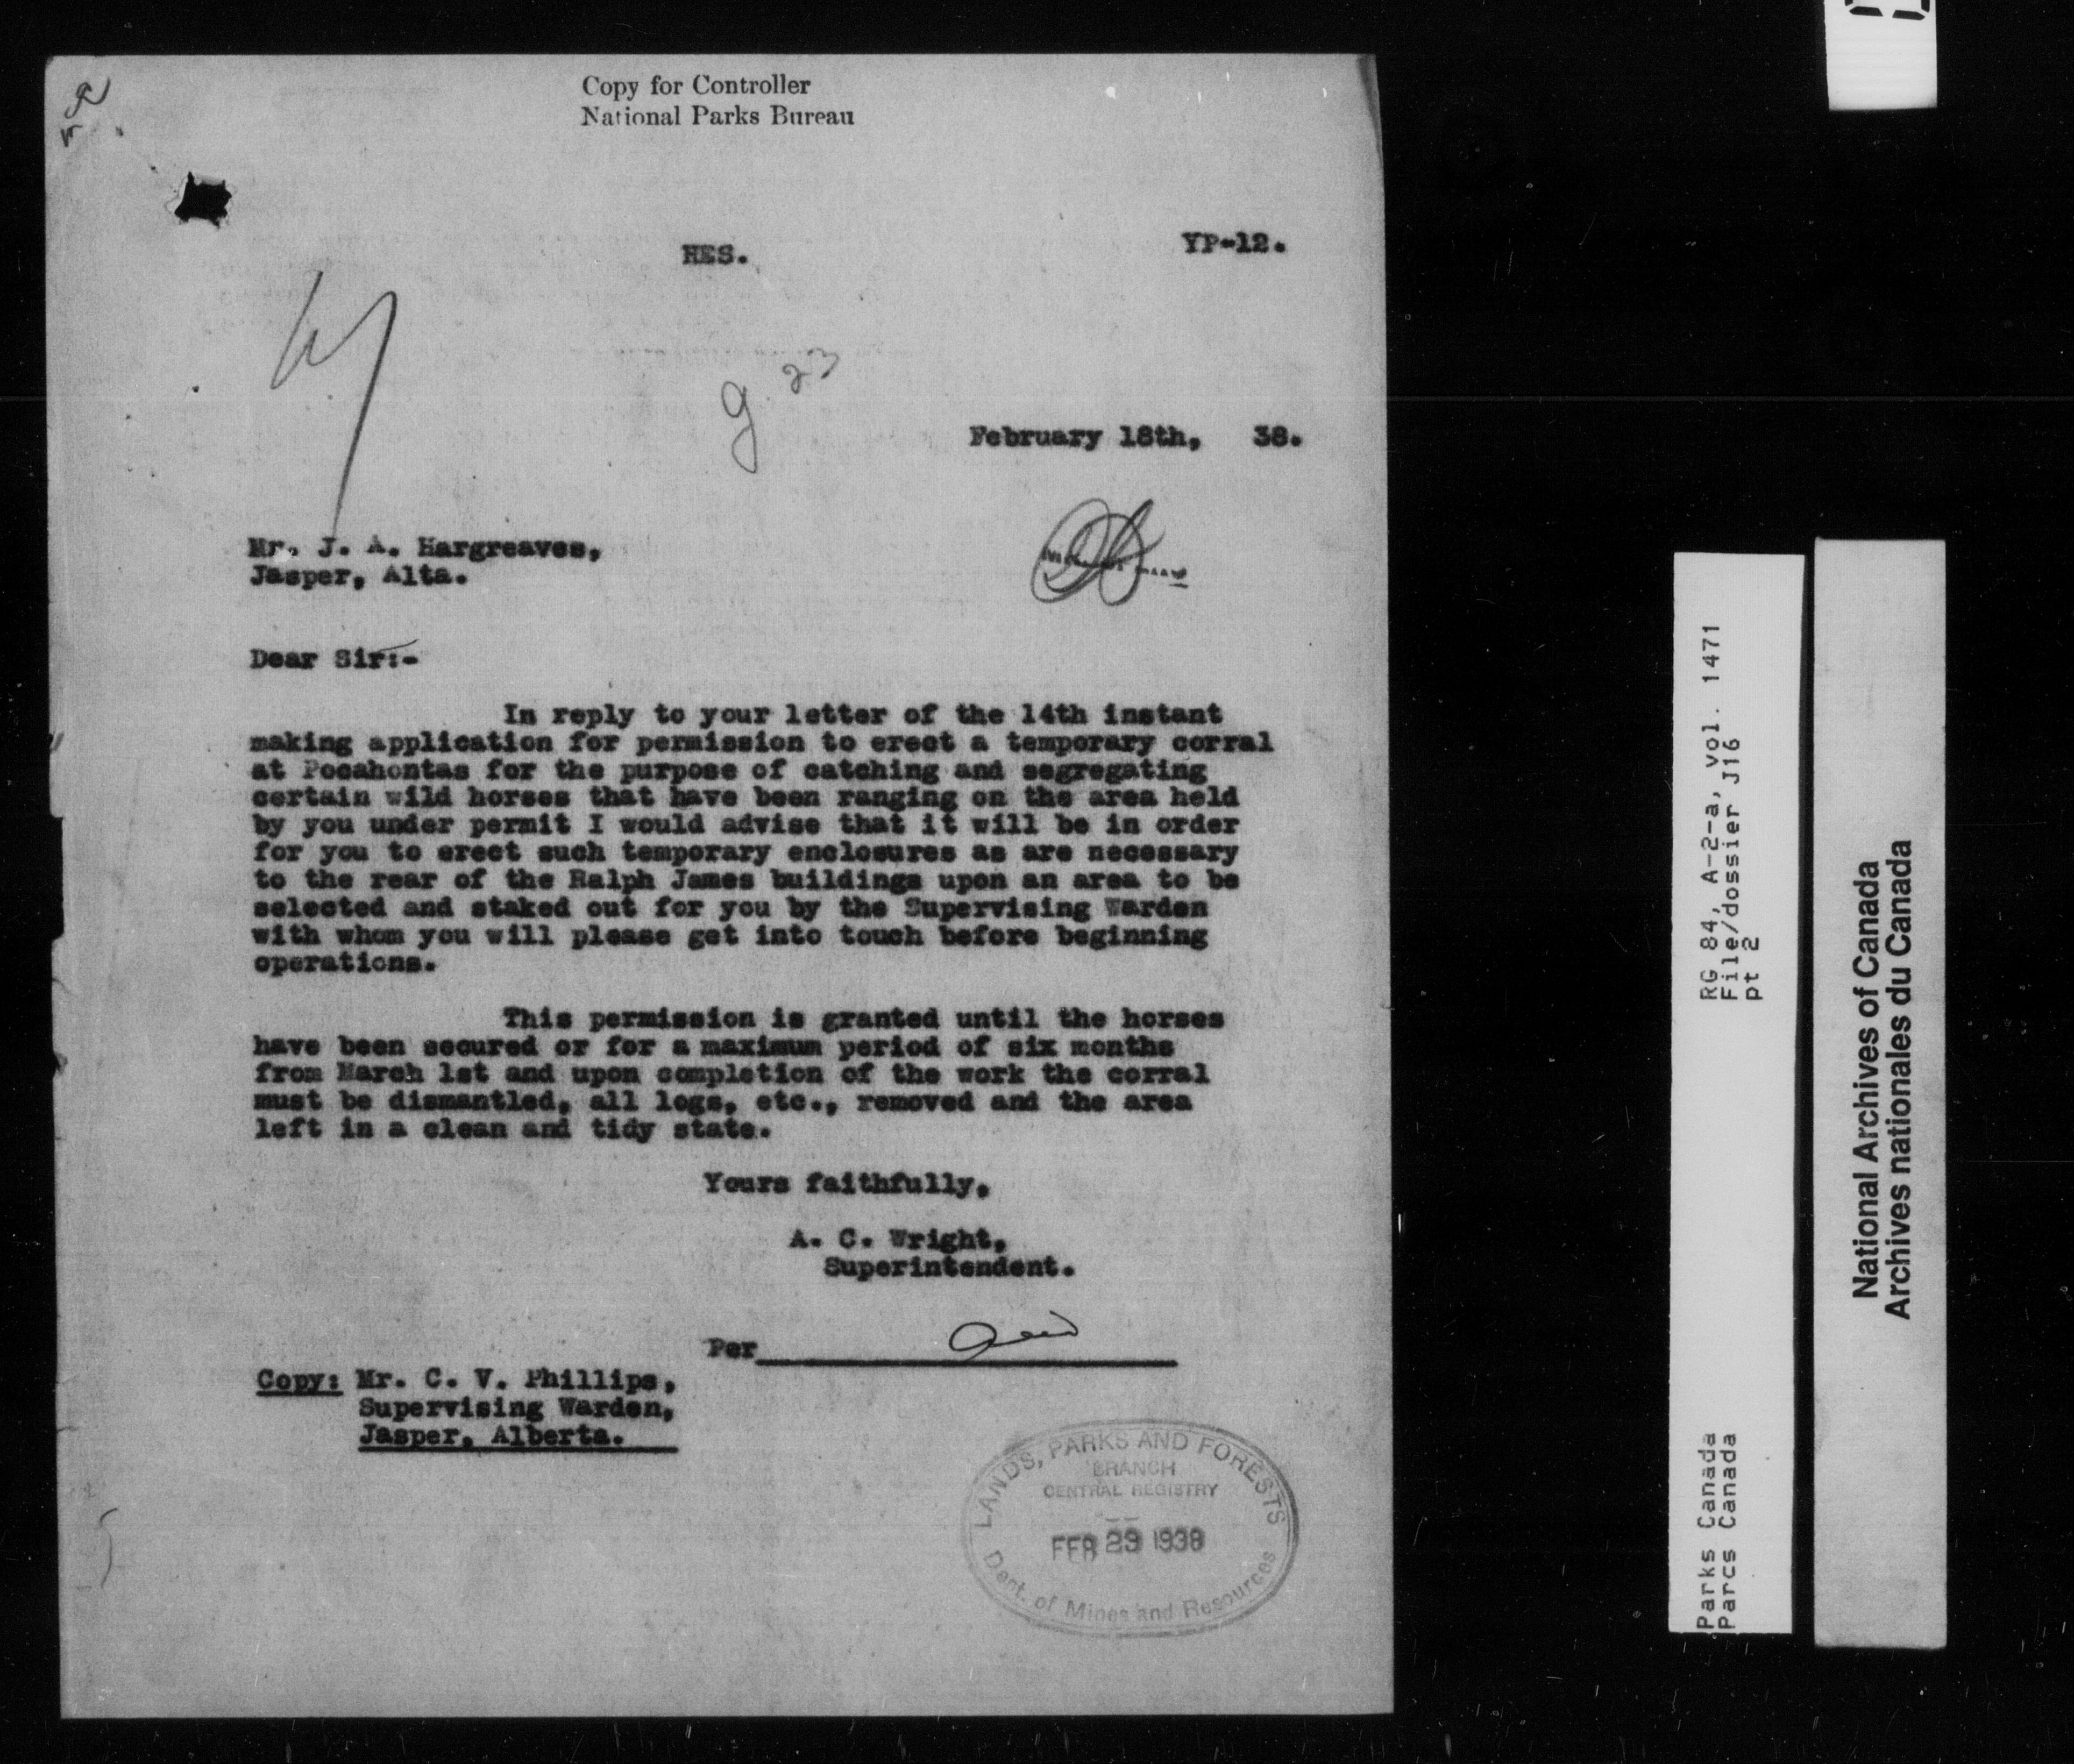 Copy for Controller
National Parks Bureau
HES.
YP-12.
g. 23
February 18th, 38.
Mr. J. A. Hargreaves,
Jasper, Alta.
Dear Sir:-
In reply to your letter of the 14th instant
making application for permission to erect a temporary corral
at Pocahontas for the purpose of catching and segregating
certain wild horses that have been ranging on the area held
by you under permit I would advise that it will be in order
for you to erect such temporary enclosures as are necessary
to the rear of the Ralph James buildings upon an area to be
selected and staked out for you by the Supervising Warden
with whom you will please get into touch before beginning
operations.
This permission is granted until the horses
have been secured or for a maximum period of six months
from March 1st and upon completion of the work the corral
must be dismantled, all logs, etc., removed and the area
left in a clean and tidy state.
Yours faithfully,
A. C. Wright,
Superintendent.
Per
Copy: Mr. C. V. Phillips,
Supervising Warden,
Jasper, Alberta.
LANDS, PARKS AND FORESTS
BRANCH
CENTRAL REGISTRY
FEB 23 1938
Dept. of Mines and Resources
RG 84, A-2-a, vol. 1471
File/dossier J16
pt 2
Parks Canada
Parcs Canada
National Archives of Canada
Archives nationales du Canada